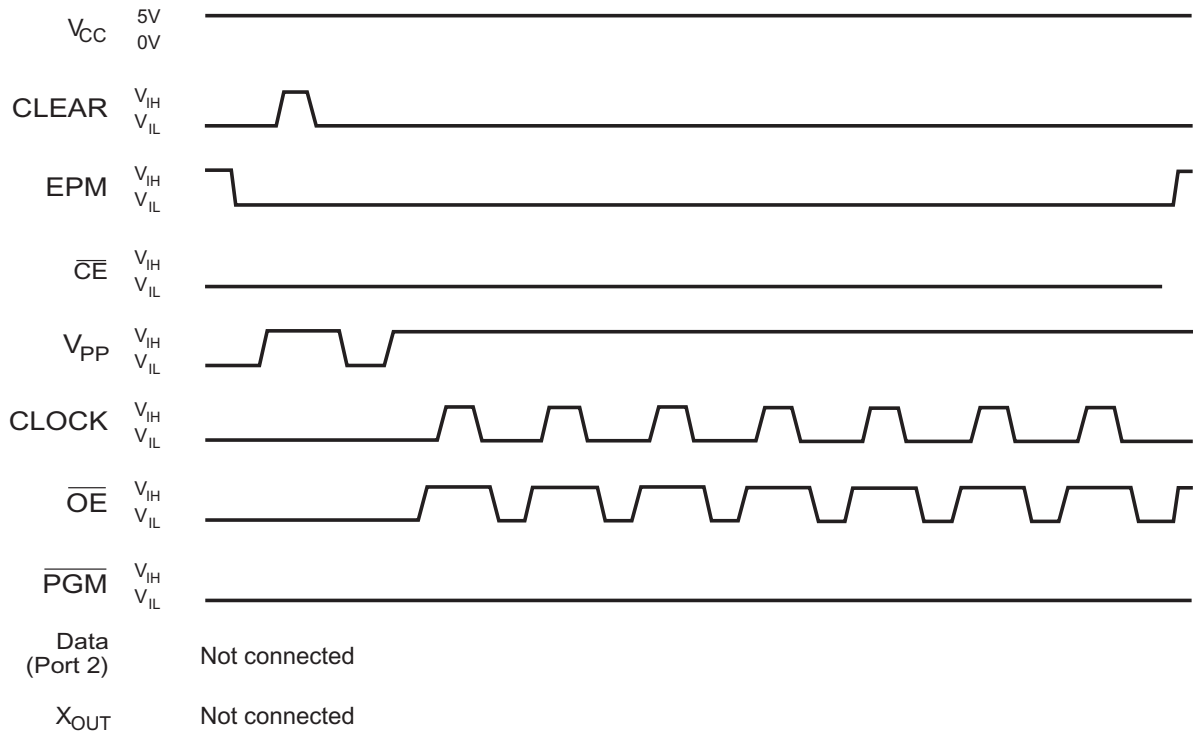 VCC 5V
0V
CLEAR VIH
VIL
EPM VIH
VIL
CE VIH
VIL
VPP VIH
VIL
CLOCK VIH
VIL
OE VIH
VIL
PGM VIH
VIL
Data
(Port 2) Not connected
XOUT Not connected